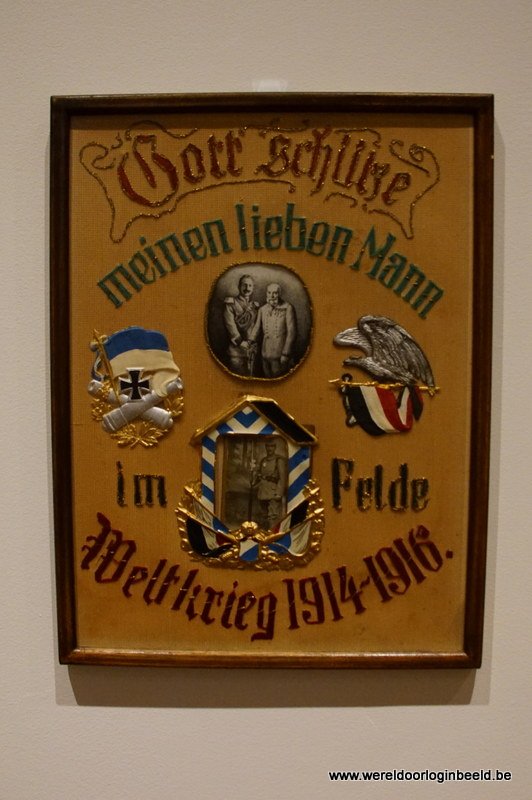 Gott schütze
meinen lieben Mann
im Felde
Weltkrieg 1914-1916.
www.wereldoorloginbeeld.be